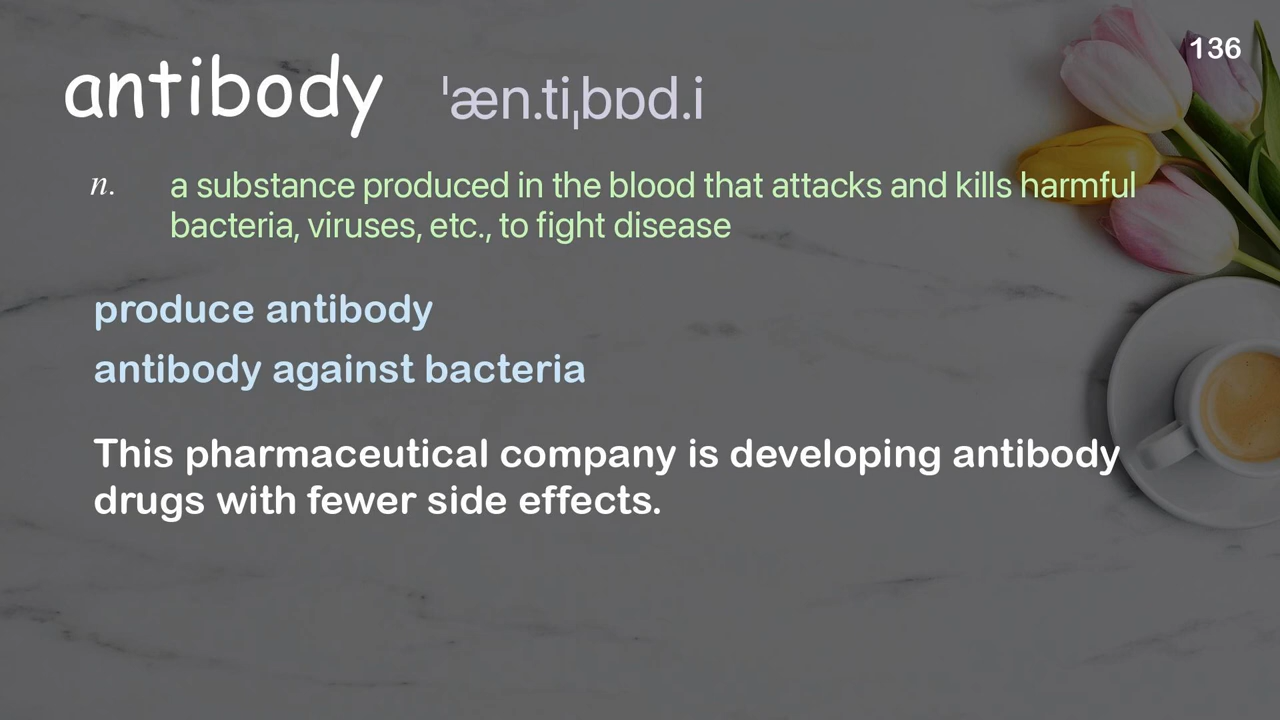 136
antibody ˈæn.tiˌbɒd.i
n. a substance produced in the blood that attacks and kills harmful
bacteria, viruses, etc., to fight disease
produce antibody
antibody against bacteria
This pharmaceutical company is developing antibody
drugs with fewer side effects.